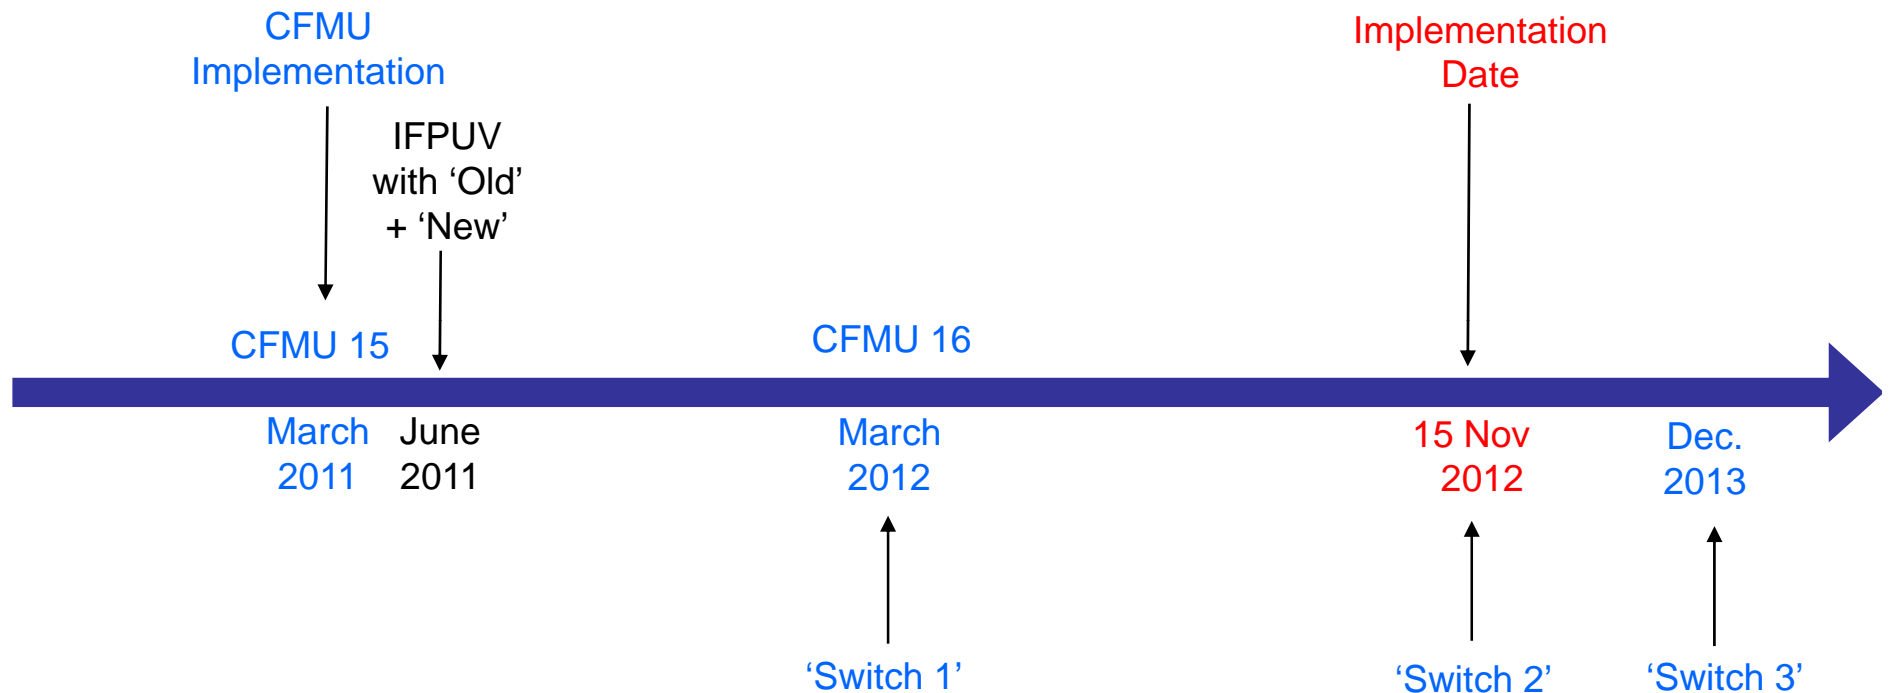 CFMU
Implementation
Implementation
Date
IFPUV
with ‘Old’
+ ‘New’
CFMU 15
CFMU 16
March
2011
June
2011
March
2012
15 Nov
2012
Dec.
2013
‘Switch 1’
‘Switch 2’
‘Switch 3’